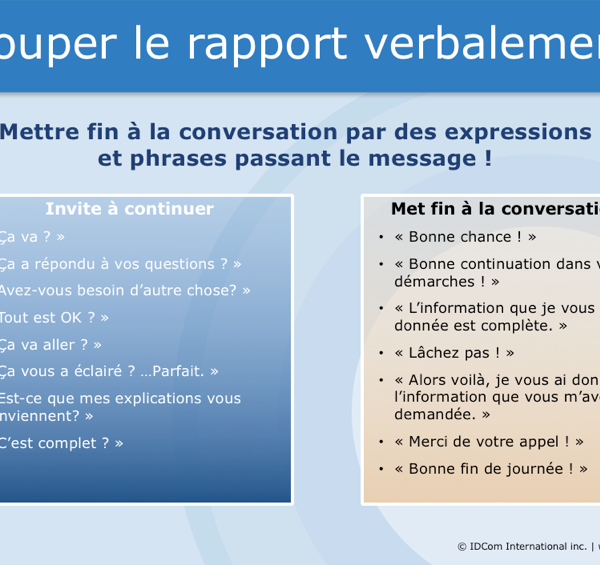 ouper le rapport verbaleme
Mettre fin à la conversation par des expressions
et phrases passant le message !
Invite à continuer
Ça va ? »
Ça a répondu à vos questions ? »
Avez-vous besoin d’autre chose? »
Tout est OK ? »
Ça va aller ? »
Ça vous a éclairé ? …Parfait. »
Est-ce que mes explications vous
nviennent? »
C’est complet ? »
Met fin à la conversati
• « Bonne chance ! »
• « Bonne continuation dans v
démarches ! »
• « L’information que je vous
donnée est complète. »
• « Lâchez pas ! »
• « Alors voilà, je vous ai don
l’information que vous m’ave
demandée. »
• « Merci de votre appel ! »
• « Bonne fin de journée ! »
© IDCom International inc. |